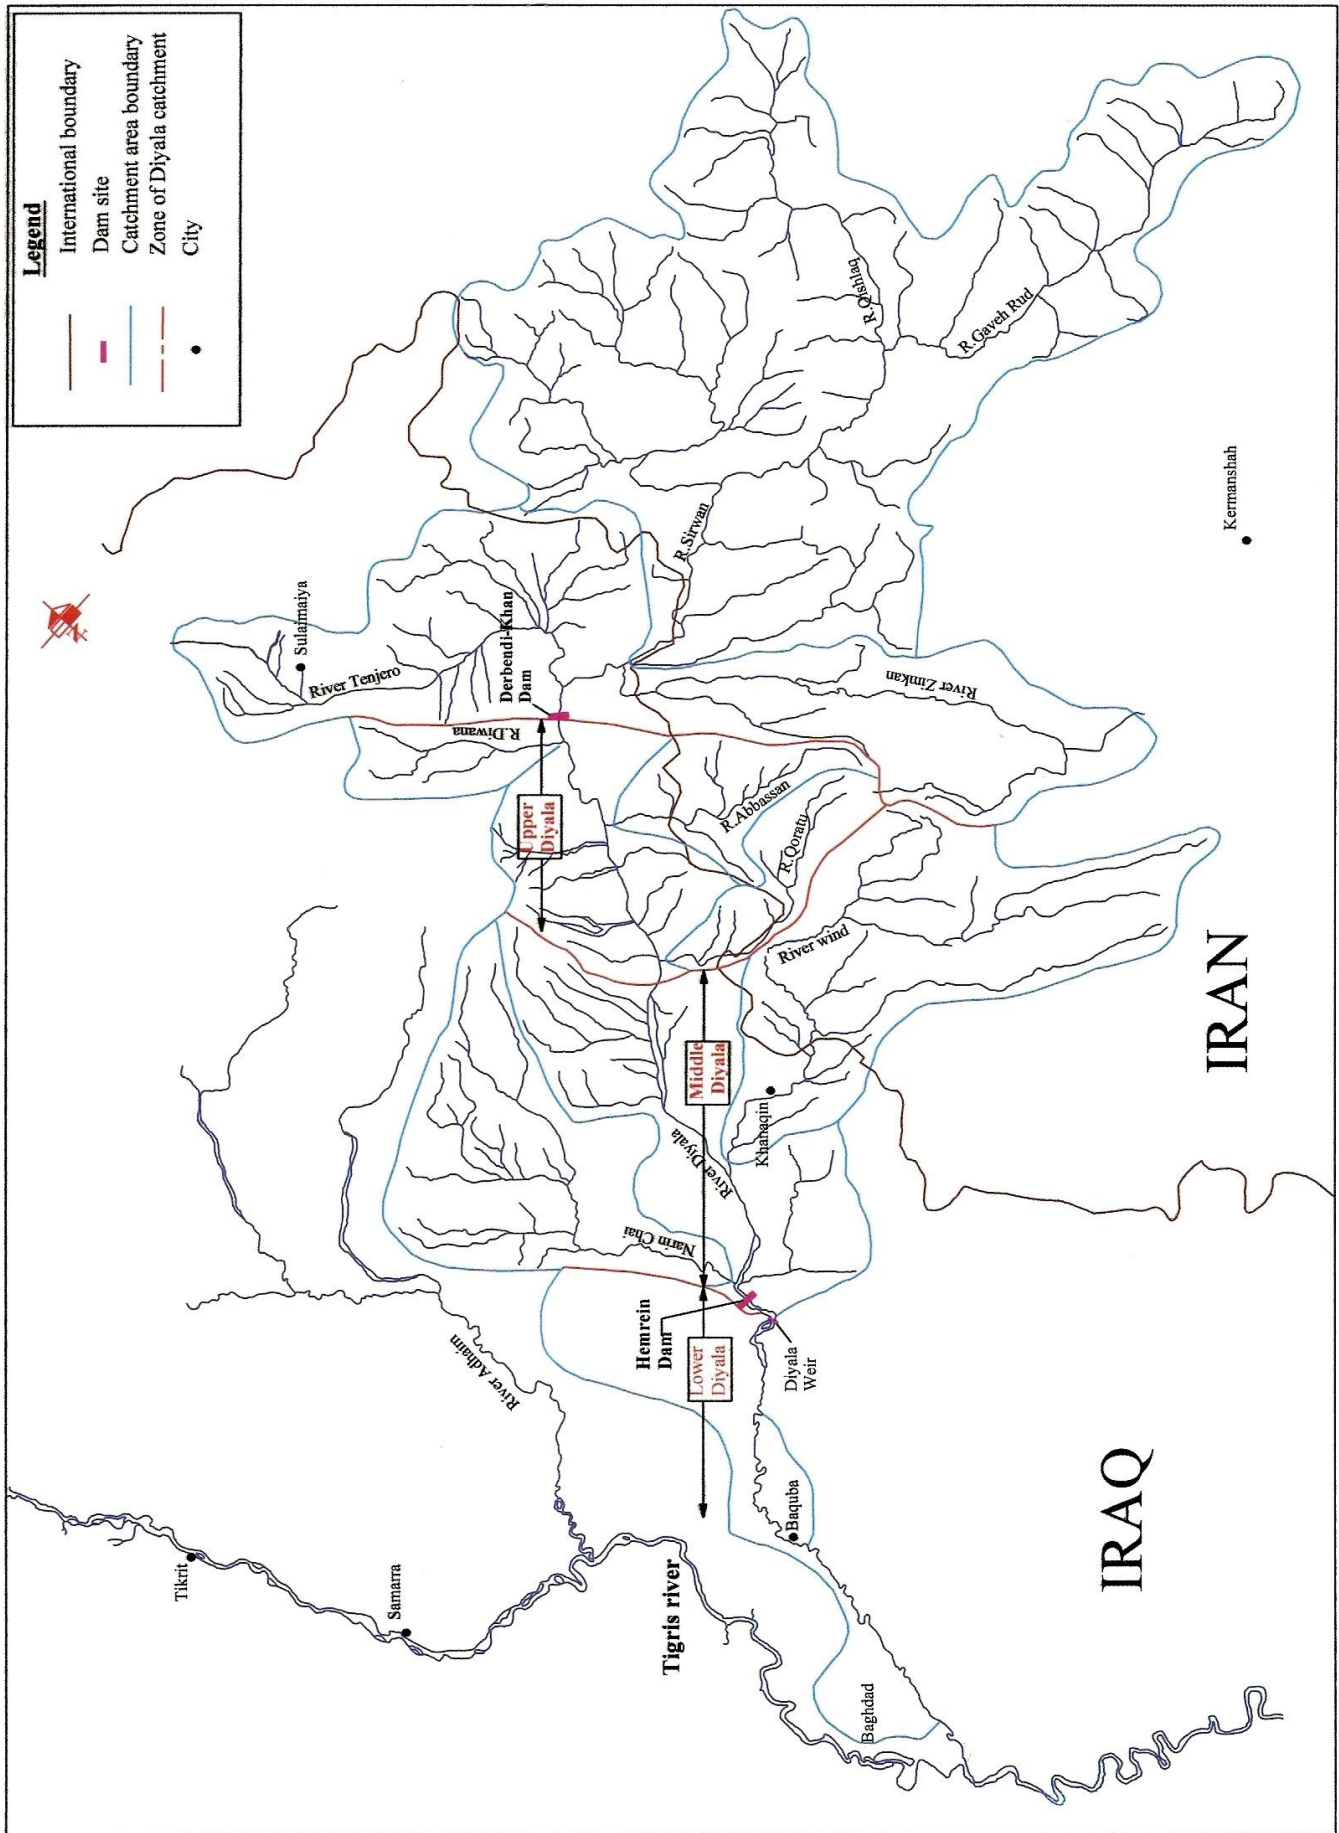 Legend
International boundary
Dam site
Catchment area boundary
Zone of Diyala catchment
City
Tikrit
Samarra
River Adhaim
Tigris river
Baghdad
Baquba
Diyala
Weir
Hemrein
Dam
Lower
Diyala
Narin Chai
River Diyala
Middle
Diyala
Khanaqin
River wind
Upper
Diyala
R.Diwana
Derbendi-Khan
Dam
River Tenjero
Sulaimaiya
R.Abbassan
R.Qoratu
River Zimkan
R.Sirwan
R.Qishlaq
R.Gaveh Rud
Kermanshah
IRAN
IRAQ